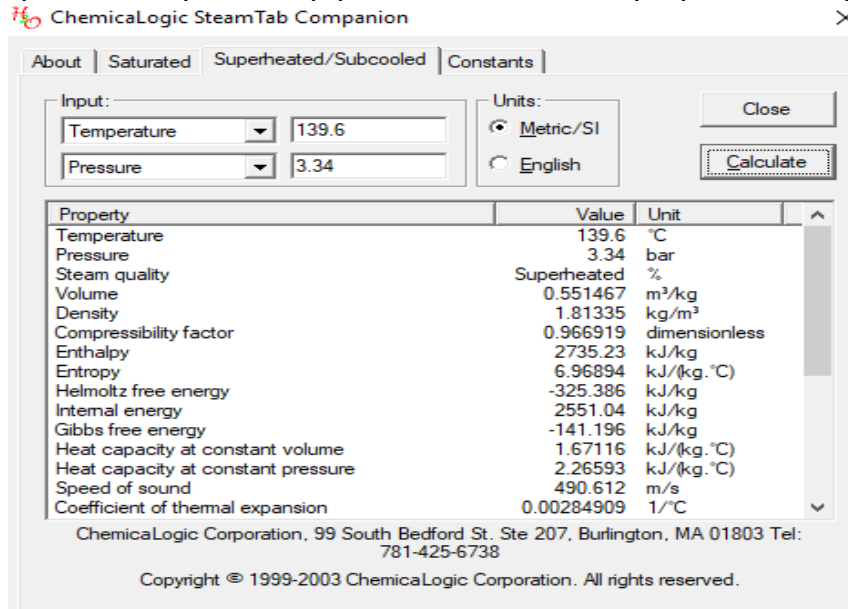 ChemicaLogic SteamTab Companion
About Saturated Superheated/Subcooled Constants
Input: Units:
Temperature 139.6 Metric/SI Close
Pressure 3.34 English Calculate
Property Value Unit
Temperature 139.6 °C
Pressure 3.34 bar
Steam quality Superheated %
Volume 0.551467 m³/kg
Density 1.81335 kg/m³
Compressibility factor 0.966919 dimensionless
Enthalpy 2735.23 kJ/kg
Entropy 6.96894 kJ/(kg.°C)
Helmoltz free energy -325.386 kJ/kg
Internal energy 2551.04 kJ/kg
Gibbs free energy -141.196 kJ/kg
Heat capacity at constant volume 1.67116 kJ/(kg.°C)
Heat capacity at constant pressure 2.26593 kJ/(kg.°C)
Speed of sound 490.612 m/s
Coefficient of thermal expansion 0.00284909 1/°C
ChemicaLogic Corporation, 99 South Bedford St. Ste 207, Burlington, MA 01803 Tel:
781-425-6738
Copyright © 1999-2003 ChemicaLogic Corporation. All rights reserved.